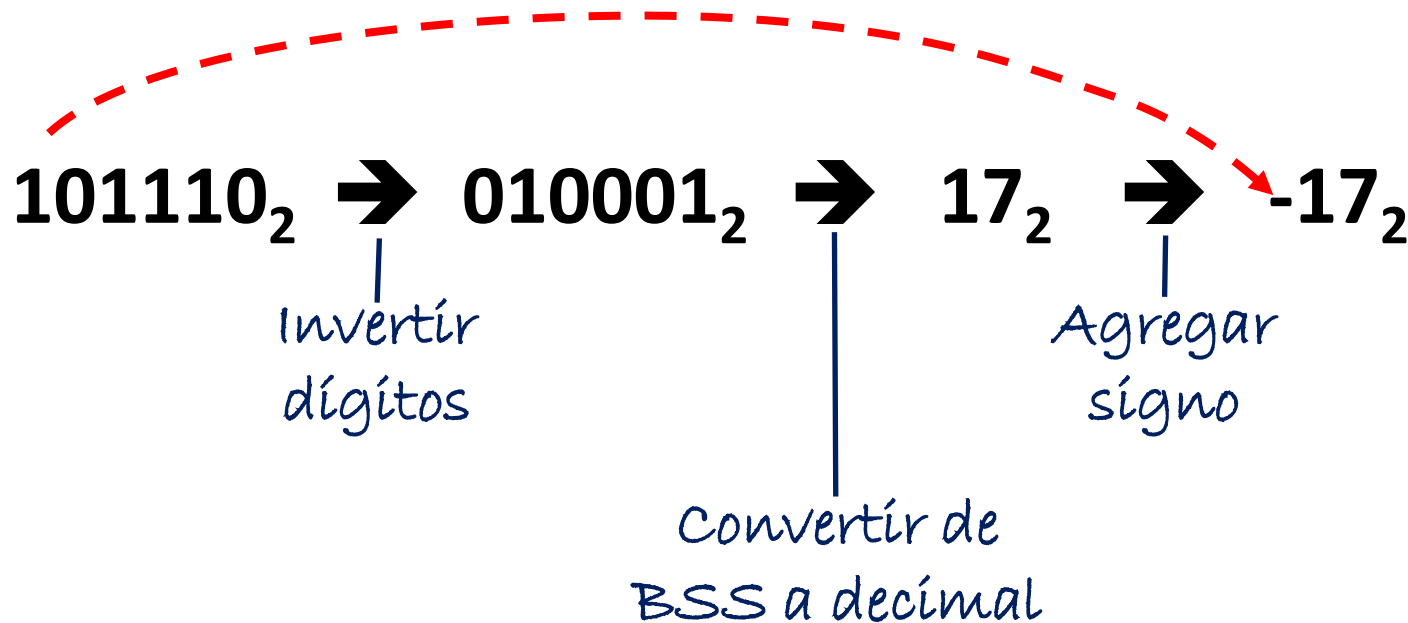 101110₂ ➔ 010001₂ ➔ 17₂ ➔ -17₂
Invertir
dígitos
Agregar
signo
Convertir de
BSS a decimal